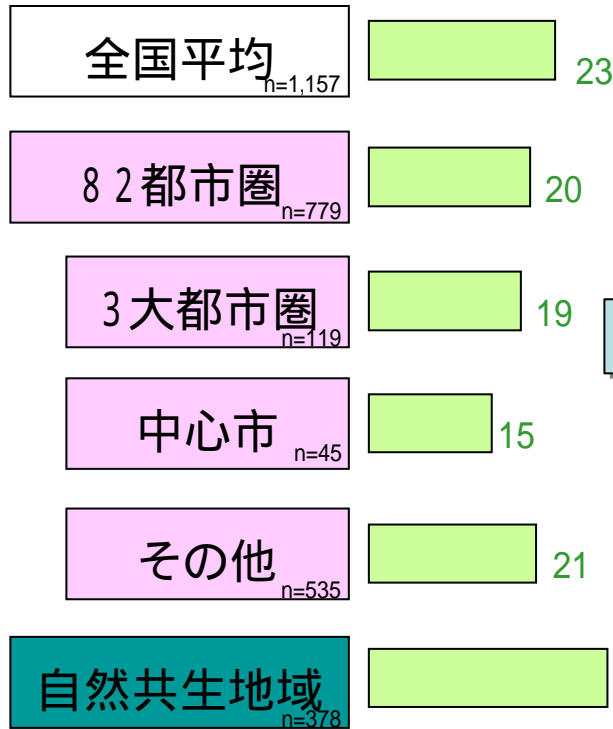 全国平均
n=1,157
23
８２都市圏
n=779
20
３大都市圏
n=119
19
中心市
n=45
15
その他
n=535
21
自然共生地域
n=378